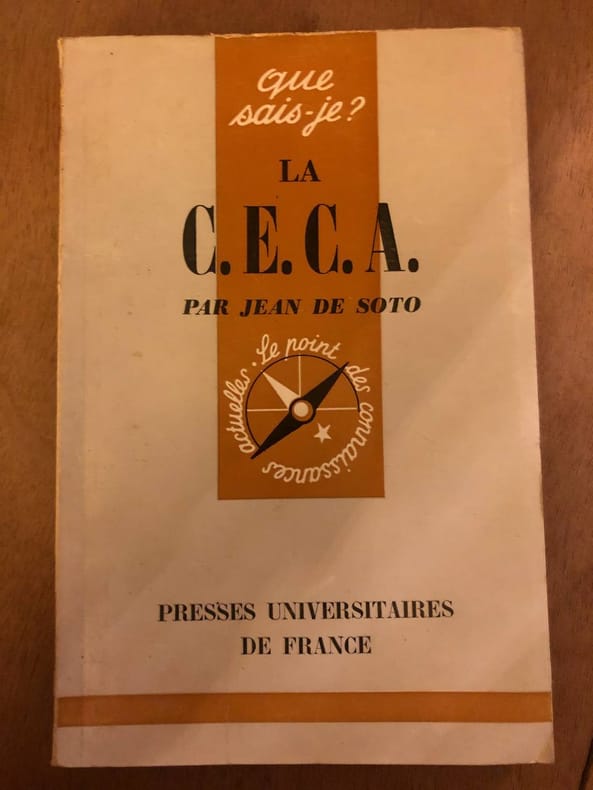 que
sais-je?
LA
C.E.C.A.
PAR JEAN DE SOTO
Le point des connaissances actuelles.
PRESSES UNIVERSITAIRES
DE FRANCE